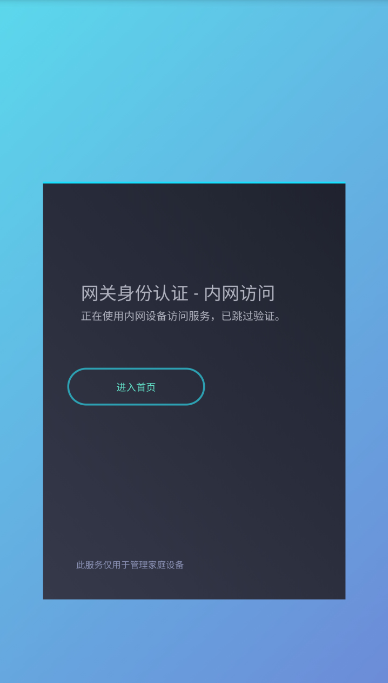 网关身份认证 - 内网访问
正在使用内网设备访问服务，已跳过验证。
进入首页
此服务仅用于管理家庭设备